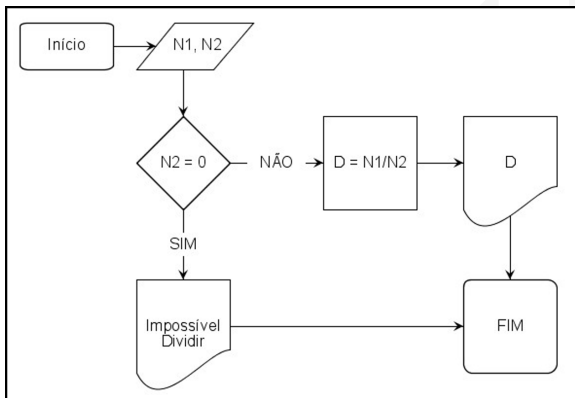 Início
N1, N2
N2 = 0
NÃO
D = N1/N2
D
SIM
Impossível
Dividir
FIM